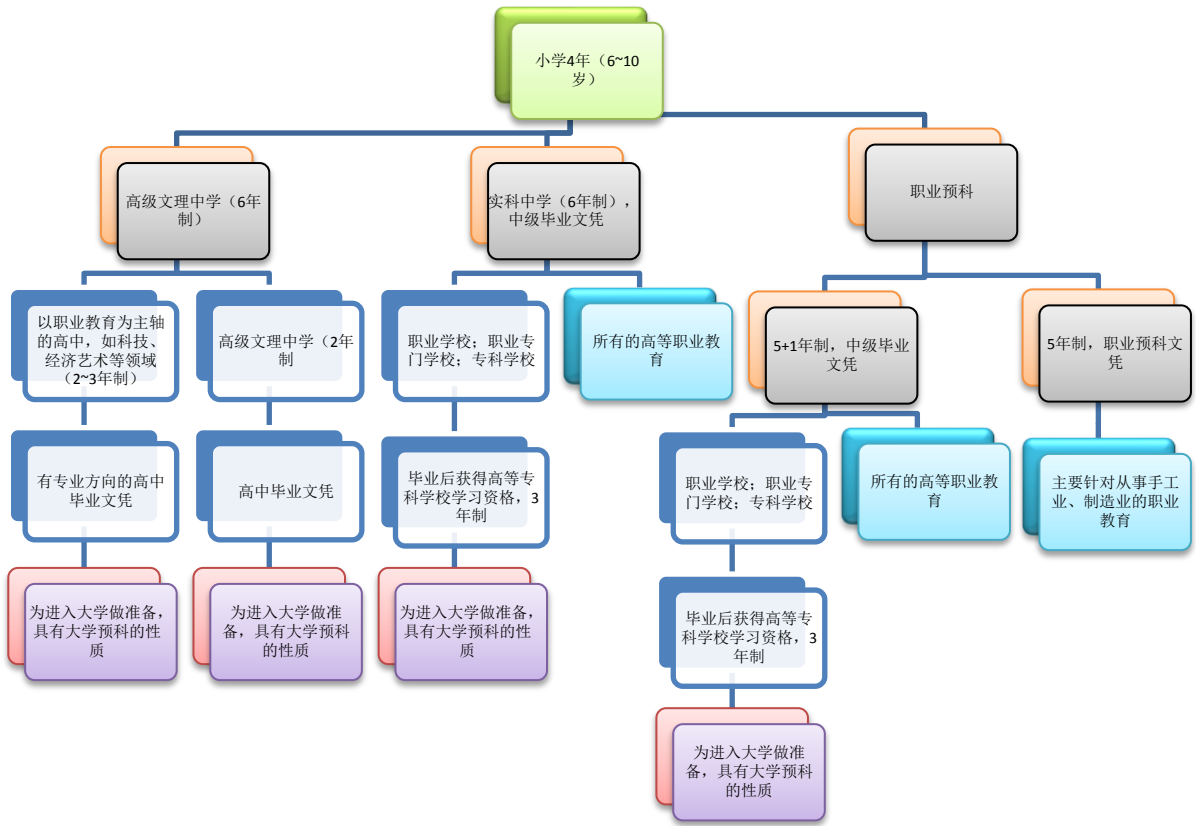 小学4年（6~10
岁）
高级文理中学（6年
制）
实科中学（6年制），
中级毕业文凭
职业预科
以职业教育为主轴
的高中，如科技、
经济艺术等领域
（2~3年制）
高级文理中学（2年
制
职业学校；职业专
门学校；专科学校
所有的高等职业教
育
5+1年制，中级毕业
文凭
5年制，职业预科文
凭
有专业方向的高中
毕业文凭
高中毕业文凭
毕业后获得高等专
科学校学习资格，3
年制
职业学校；职业专
门学校；专科学校
所有的高等职业教育
主要针对从事手工
业、制造业的职业
教育
为进入大学做准备，
具有大学预科的性
质
为进入大学做准
备，具有大学预科
的性质
为进入大学做准备，
具有大学预科的性
质
毕业后获得高等专
科学校学习资格，3
年制
为进入大学做准
备，具有大学预科
的性质